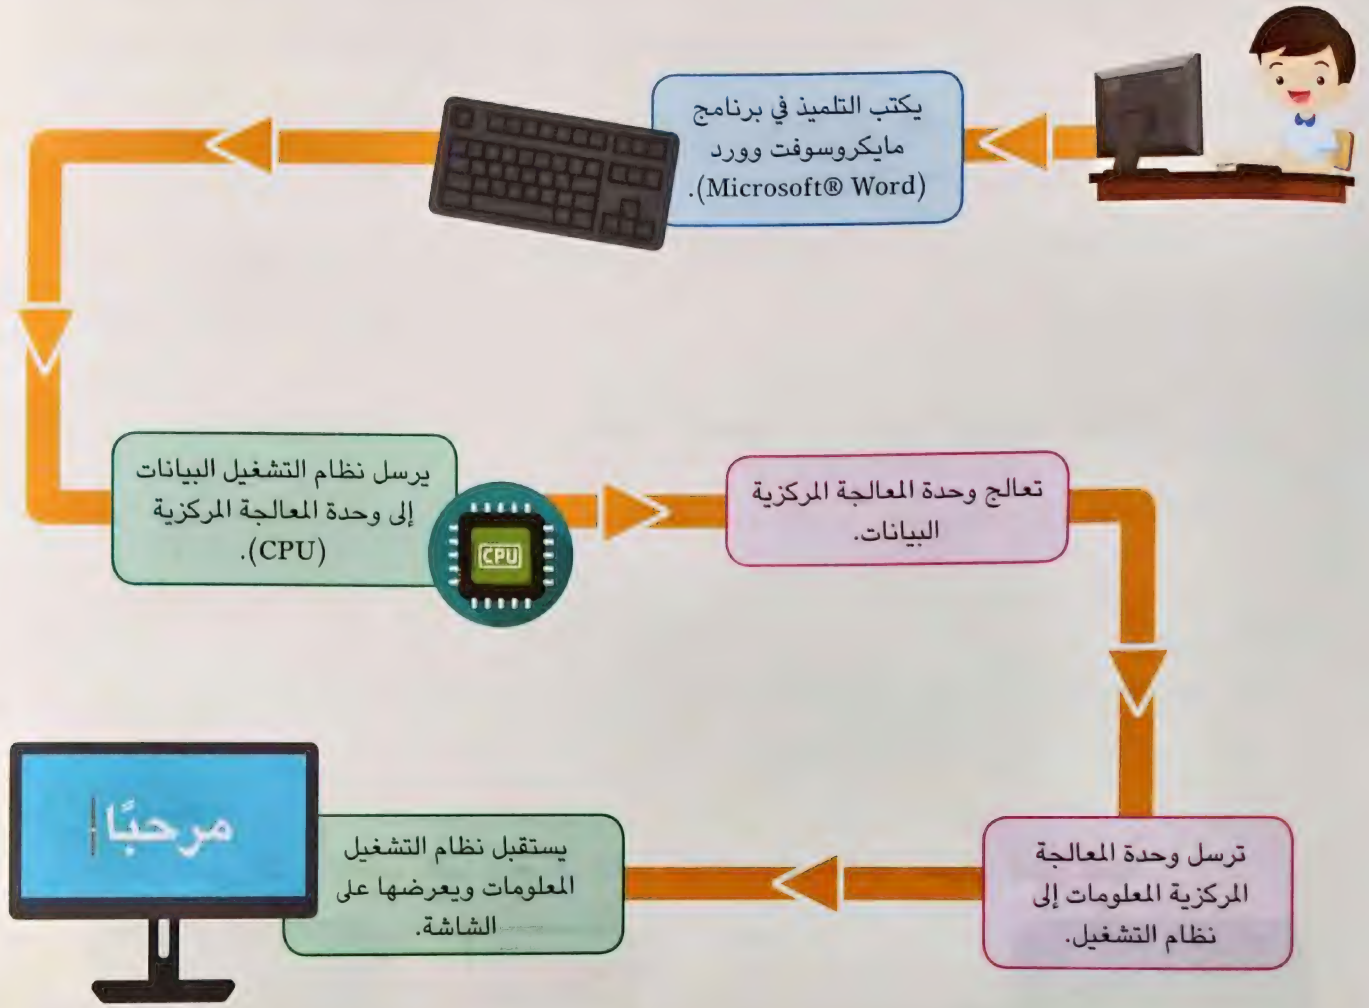 يكتب التلميذ في برنامج
مايكروسوفت وورد
(Microsoft® Word).
يرسل نظام التشغيل البيانات
إلى وحدة المعالجة المركزية
(CPU).
CPU
تعالج وحدة المعالجة المركزية
البيانات.
ترسل وحدة المعالجة
المركزية المعلومات إلى
نظام التشغيل.
يستقبل نظام التشغيل
المعلومات ويعرضها على
الشاشة.
مرحبًا